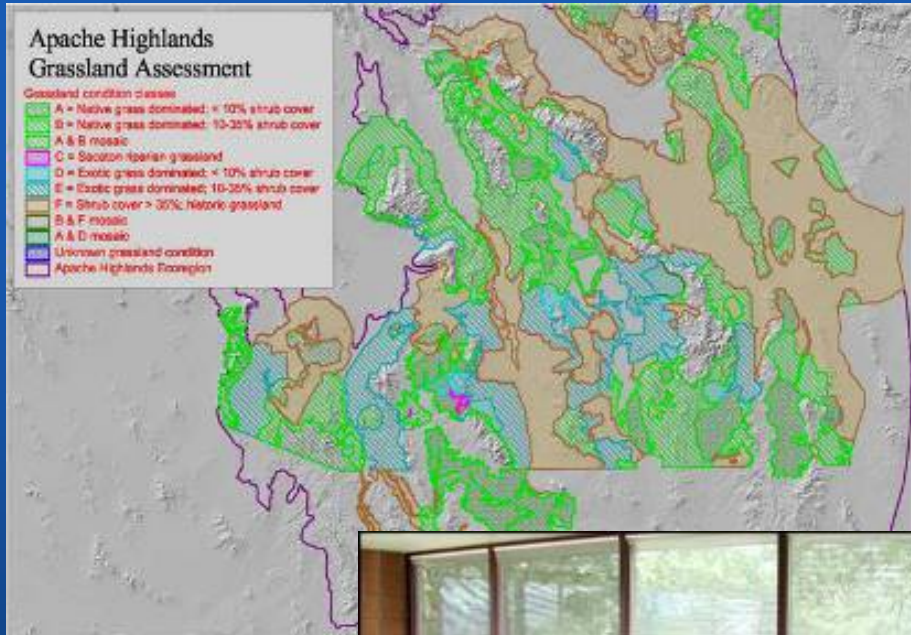 Apache Highlands
Grassland Assessment
Grassland condition classes
A = Native grass dominated; < 10% shrub cover
B = Native grass dominated; 10-35% shrub cover
A & B mosaic
C = Sacaton riparian grassland
D = Exotic grass dominated; < 10% shrub cover
E = Exotic grass dominated; 10-35% shrub cover
F = Shrub cover > 35%; historic grassland
B & F mosaic
A & D mosaic
Unknown grassland condition
Apache Highlands Ecoregion